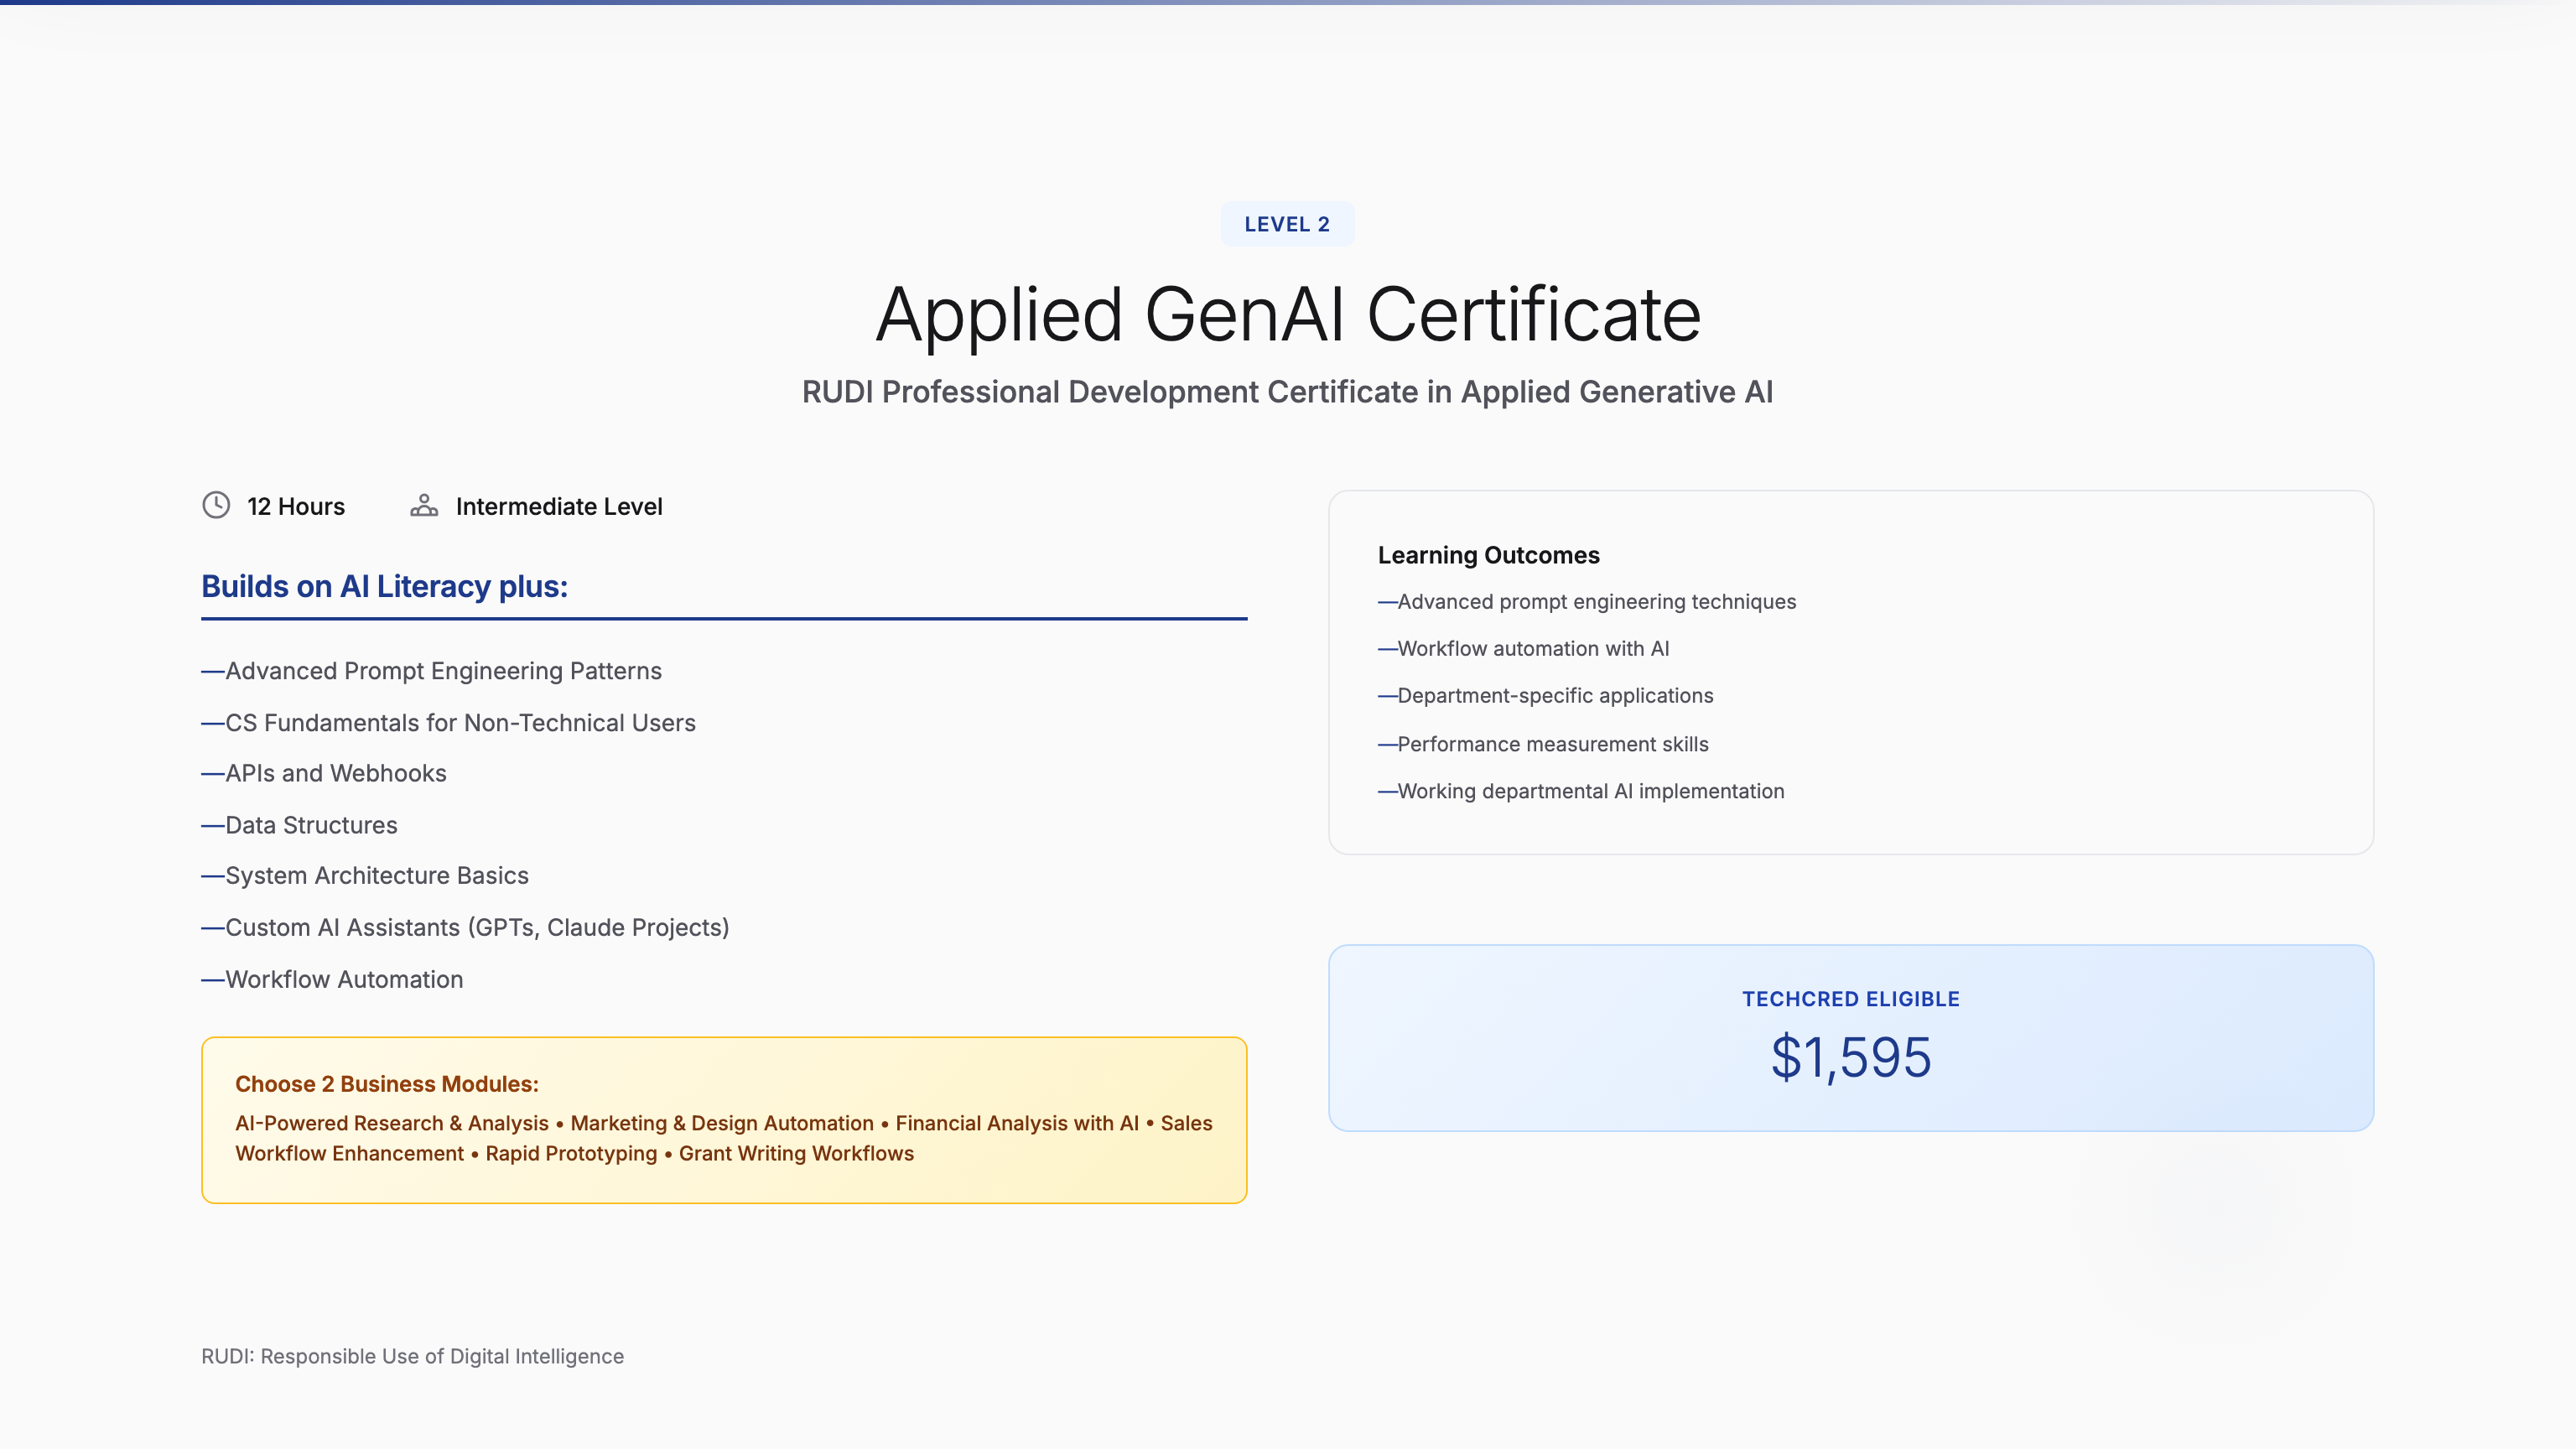 LEVEL 2
Applied GenAI Certificate
RUDI Professional Development Certificate in Applied Generative AI
12 Hours
Intermediate Level
Builds on AI Literacy plus:
—Advanced Prompt Engineering Patterns
—CS Fundamentals for Non-Technical Users
—APIs and Webhooks
—Data Structures
—System Architecture Basics
—Custom AI Assistants (GPTs, Claude Projects)
—Workflow Automation
Choose 2 Business Modules:
AI-Powered Research & Analysis • Marketing & Design Automation • Financial Analysis with AI • Sales
Workflow Enhancement • Rapid Prototyping • Grant Writing Workflows
Learning Outcomes
—Advanced prompt engineering techniques
—Workflow automation with AI
—Department-specific applications
—Performance measurement skills
—Working departmental AI implementation
TECHCRED ELIGIBLE
$1,595
RUDI: Responsible Use of Digital Intelligence